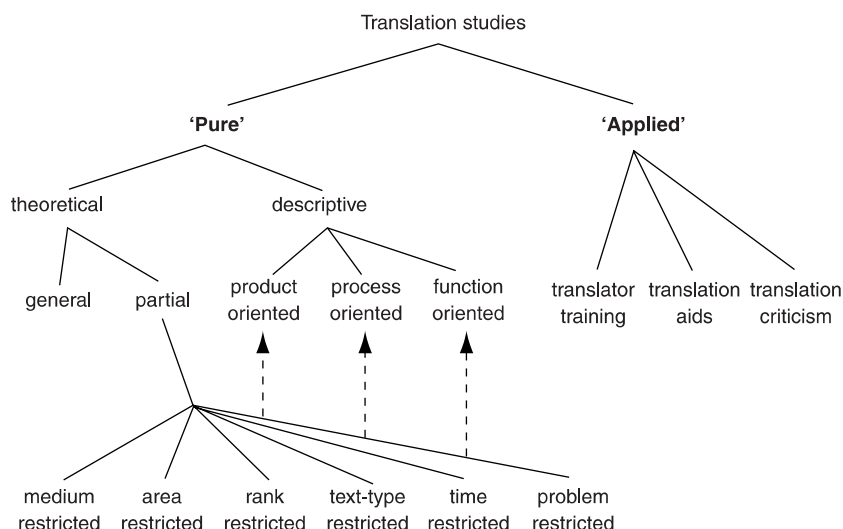 Translation studies
‘Pure’
‘Applied’
theoretical
descriptive
general
partial
product
oriented
process
oriented
function
oriented
translator
training
translation
aids
translation
criticism
medium
restricted
area
restricted
rank
restricted
text-type
restricted
time
restricted
problem
restricted